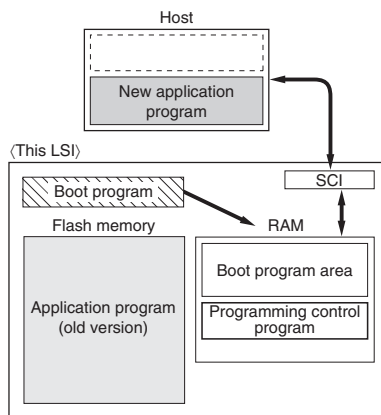 Host
New application
program
〈This LSI〉
Boot program
SCI
Flash memory
RAM
Application program
(old version)
Boot program area
Programming control
program